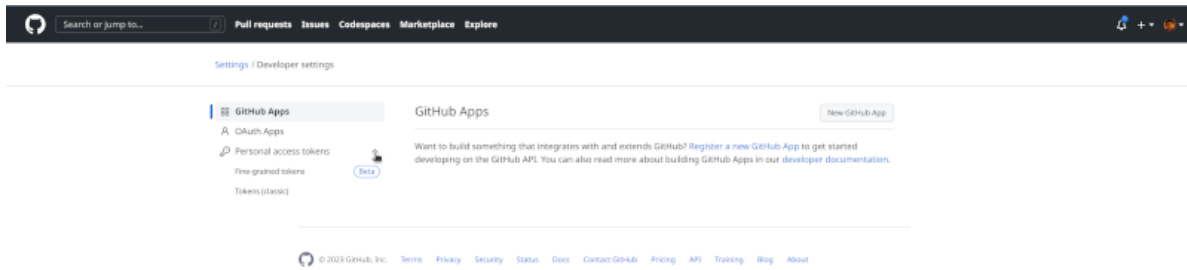 Search or jump to... / Pull requests Issues Codespaces Marketplace Explore
Settings / Developer settings
GitHub Apps
OAuth Apps
Personal access tokens
Fine-grained tokens Beta
Tokens (classic)
GitHub Apps New GitHub App
Want to build something that integrates with and extends GitHub? Register a new GitHub App to get started
developing on the GitHub API. You can also read more about building GitHub Apps in our developer documentation.
© 2023 GitHub, Inc. Terms Privacy Security Status Docs Contact GitHub Pricing API Training Blog About